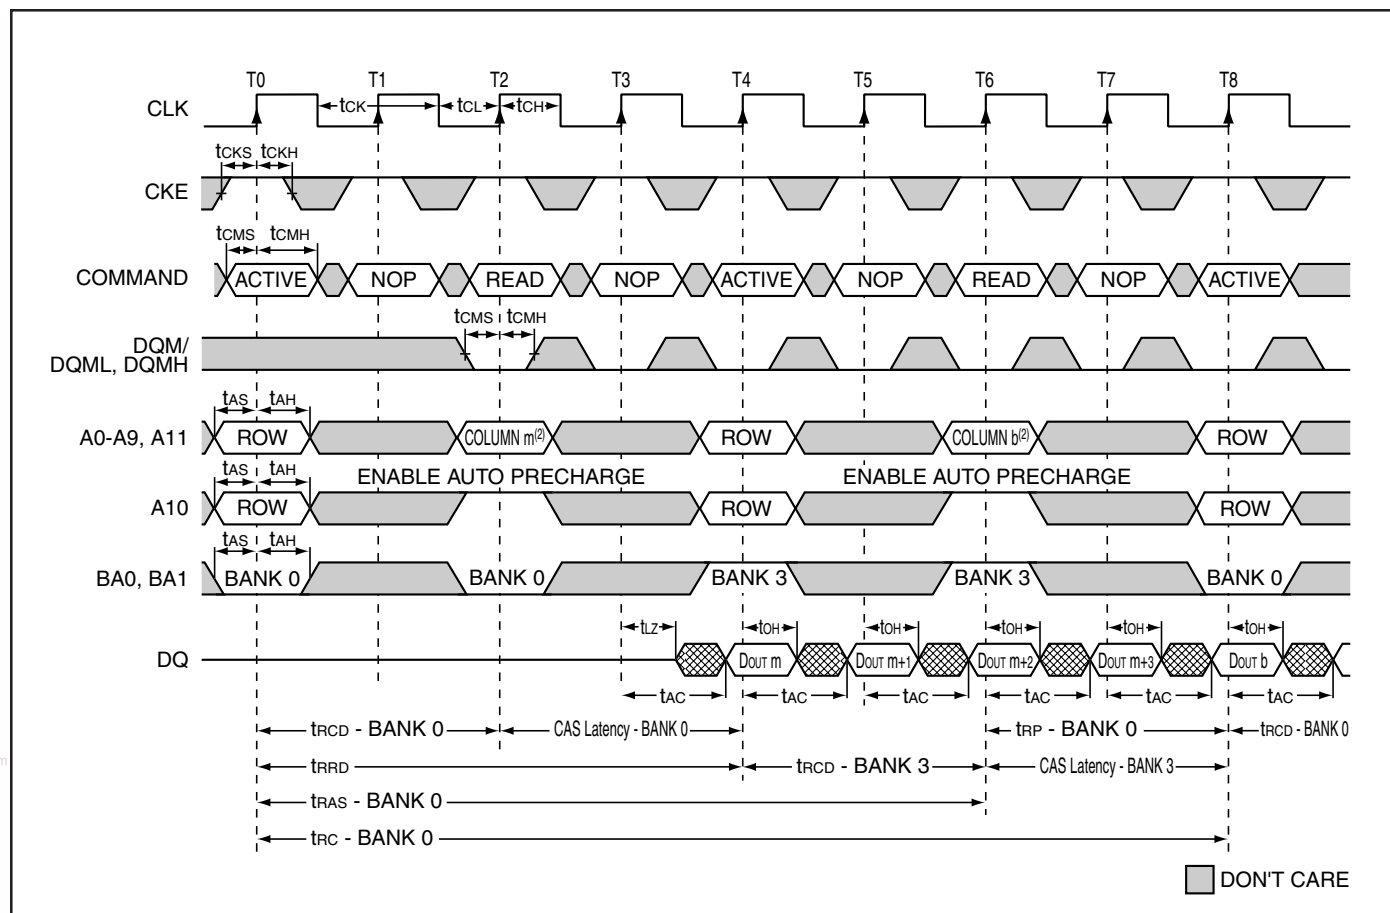 T0 T1 T2 T3 T4 T5 T6 T7 T8
CLK tCK tCL tCH
tCKS tCKH
CKE
tCMS tCMH
COMMAND ACTIVE NOP READ NOP ACTIVE NOP READ NOP ACTIVE
tCMS tCMH
DQM/
DQML, DQMH
tAS tAH
A0-A9, A11 ROW COLUMN m(2) ROW COLUMN b(2) ROW
tAS tAH ENABLE AUTO PRECHARGE ENABLE AUTO PRECHARGE
A10 ROW ROW ROW
tAS tAH
BA0, BA1 BANK 0 BANK 0 BANK 3 BANK 3 BANK 0
tLZ tOH tOH tOH tOH tOH
DQ DOUT m DOUT m+1 DOUT m+2 DOUT m+3 DOUT b
tAC tAC tAC tAC tAC tAC
tRCD - BANK 0 CAS Latency - BANK 0 tRP - BANK 0 tRCD - BANK 0
tRRD tRCD - BANK 3 CAS Latency - BANK 3
tRAS - BANK 0
tRC - BANK 0
DON'T CARE